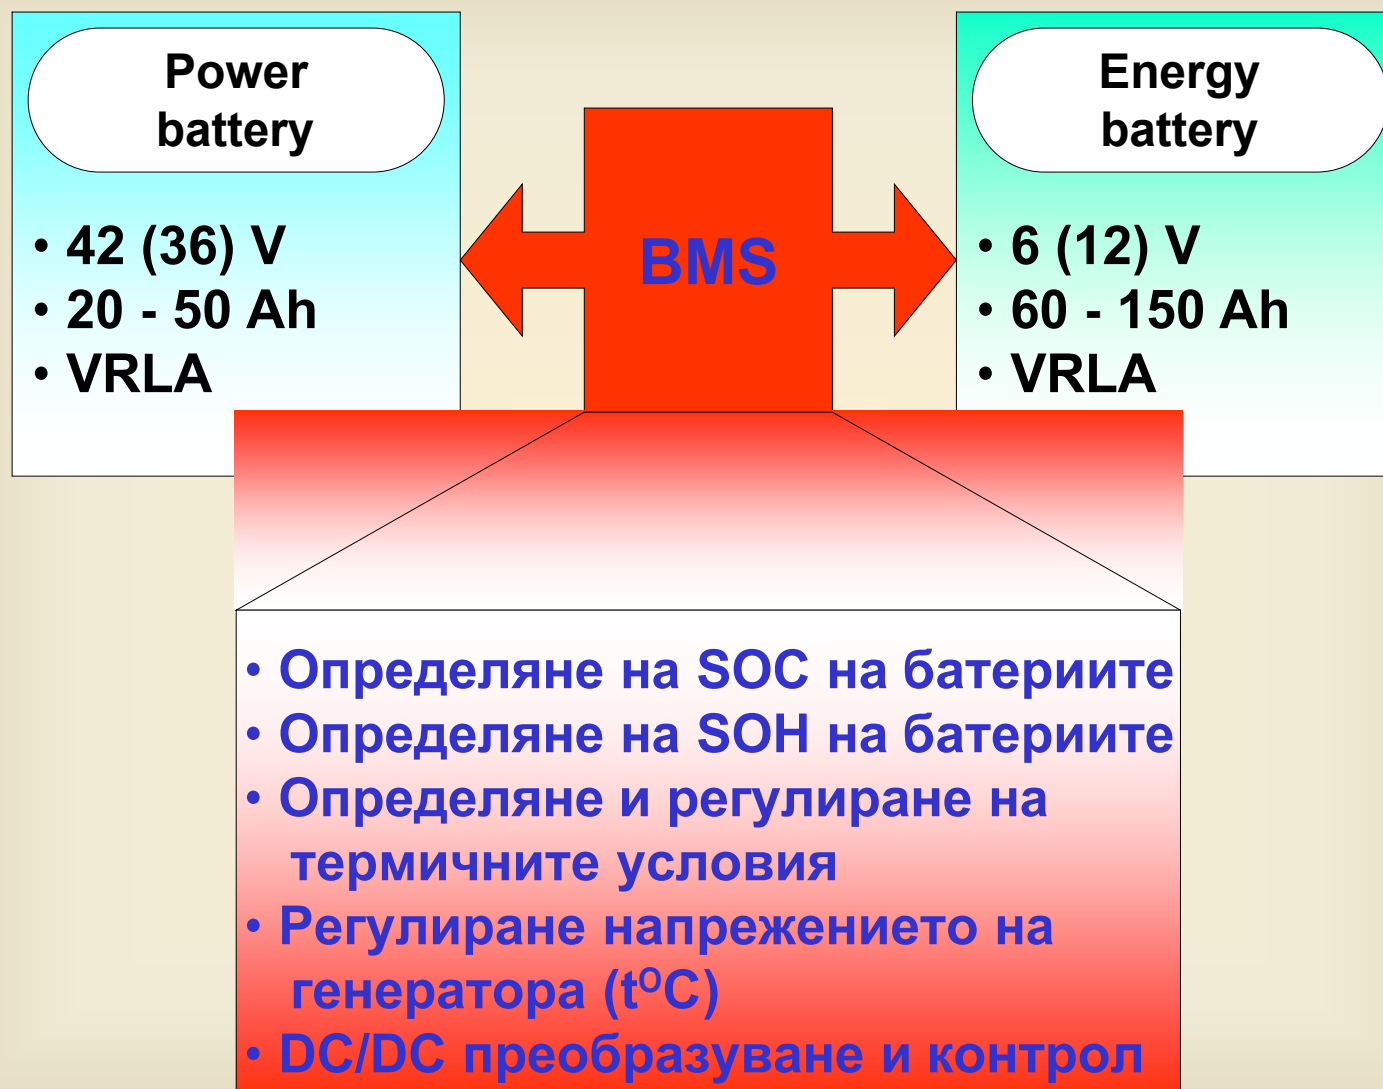 Power
battery
• 42 (36) V
• 20 - 50 Ah
• VRLA
BMS
Energy
battery
• 6 (12) V
• 60 - 150 Ah
• VRLA
• Определяне на SOC на батериите
• Определяне на SOH на батериите
• Определяне и регулиране на
термичните условия
• Регулиране напрежението на
генератора (tᴼC)
• DC/DC преобразуване и контрол